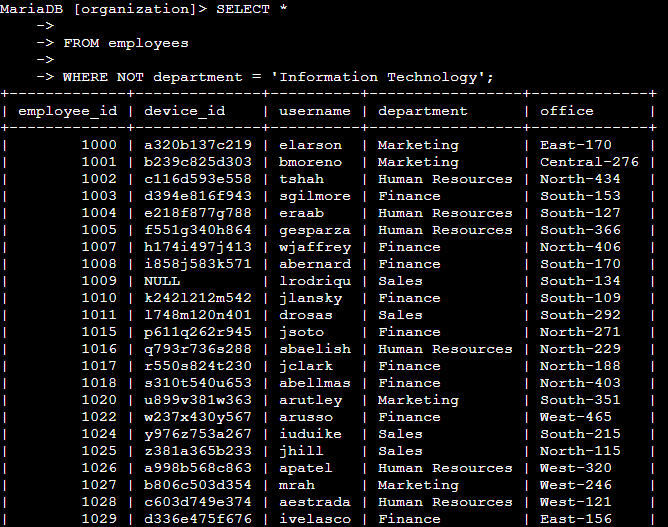 MariaDB [organization]> SELECT *
    ->
    -> FROM employees
    ->
    -> WHERE NOT department = 'Information Technology';
+-------------+--------------+----------+-----------------+-------------+
| employee_id | device_id    | username | department      | office      |
+-------------+--------------+----------+-----------------+-------------+
|        1000 | a320b137c219 | elarson  | Marketing       | East-170    |
|        1001 | b239c825d303 | bmoreno  | Marketing       | Central-276 |
|        1002 | c116d593e558 | tshah    | Human Resources | North-434   |
|        1003 | d394e816f943 | sgilmore | Finance         | South-153   |
|        1004 | e218f877g788 | eraab    | Human Resources | South-127   |
|        1005 | f551g340h864 | gesparza | Human Resources | South-366   |
|        1007 | h174i497j413 | wjaffrey | Finance         | North-406   |
|        1008 | i858j583k571 | abernard | Finance         | South-170   |
|        1009 | NULL         | lrodriqu | Sales           | South-134   |
|        1010 | k242l212m542 | jlansky  | Finance         | South-109   |
|        1011 | l748m120n401 | drosas   | Sales           | South-292   |
|        1015 | p611q262r945 | jsoto    | Finance         | North-271   |
|        1016 | q793r736s288 | sbaelish | Human Resources | North-229   |
|        1017 | r550s824t230 | jclark   | Finance         | North-188   |
|        1018 | s310t540u653 | abellmas | Finance         | North-403   |
|        1020 | u899v381w363 | arutley  | Marketing       | South-351   |
|        1022 | w237x430y567 | arusso   | Finance         | West-465    |
|        1024 | y976z753a267 | iuduike  | Sales           | South-215   |
|        1025 | z381a365b233 | jhill    | Sales           | North-115   |
|        1026 | a998b568c863 | apatel   | Human Resources | West-320    |
|        1027 | b806c503d354 | mrah     | Marketing       | West-246    |
|        1028 | c603d749e374 | aestrada | Human Resources | West-121    |
|        1029 | d336e475f676 | ivelasco | Finance         | East-156    |